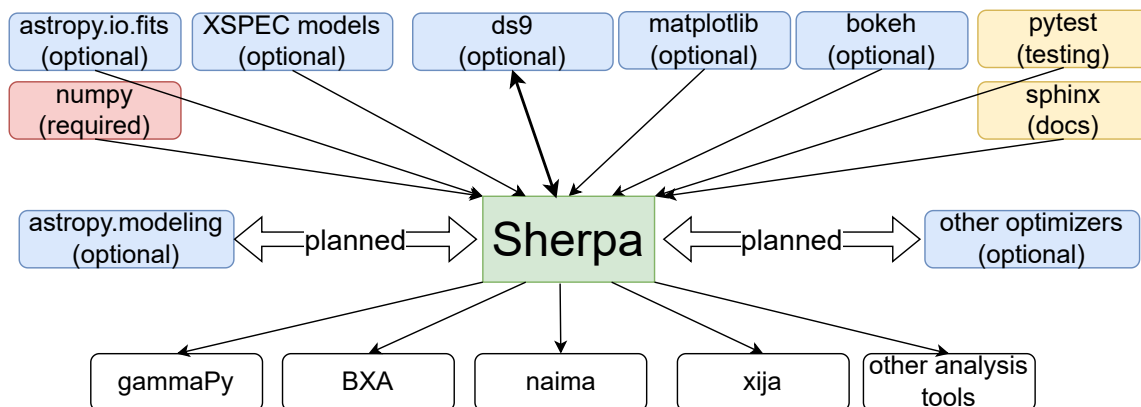 astropy.io.fits
(optional)
XSPEC models
(optional)
ds9
(optional)
matplotlib
(optional)
bokeh
(optional)
pytest
(testing)
numpy
(required)
sphinx
(docs)
astropy.modeling
(optional)
planned
Sherpa
planned
other optimizers
(optional)
gammaPy
BXA
naima
xija
other analysis
tools